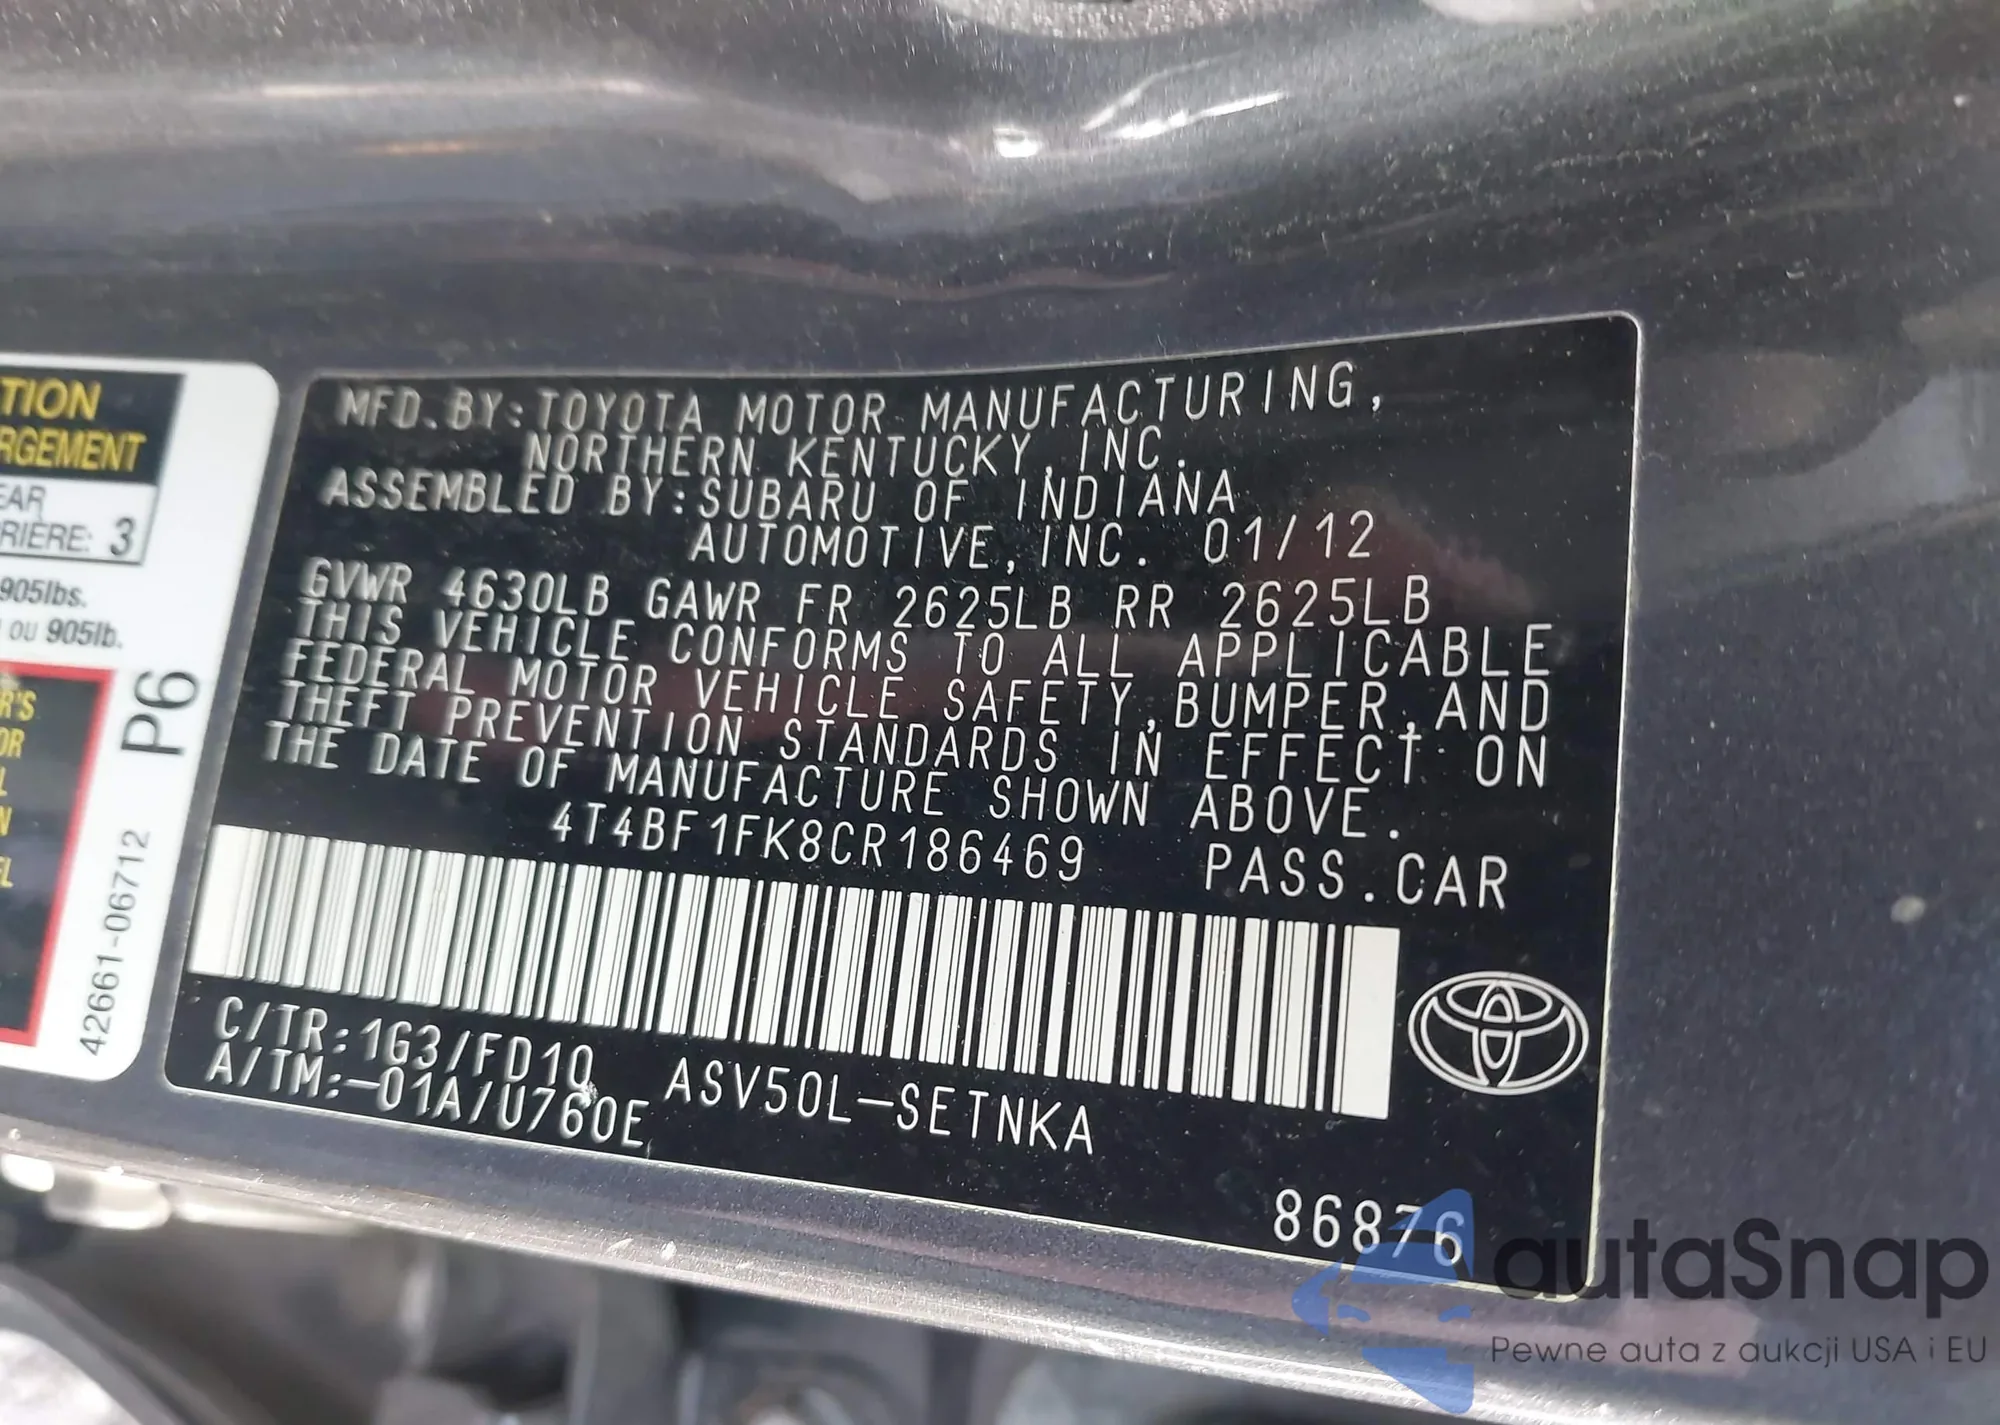 TION
RGEMENT
EAR
RIÈRE: 3
905lbs.
OU 905lb.
R'S
OR
L
N
EL
P6
42661-06712
MFD.BY:TOYOTA MOTOR MANUFACTURING,
NORTHERN KENTUCKY, INC.
ASSEMBLED BY:SUBARU OF INDIANA
AUTOMOTIVE, INC. 01/12
GVWR 4630LB GAWR FR 2625LB RR 2625LB
THIS VEHICLE CONFORMS TO ALL APPLICABLE
FEDERAL MOTOR VEHICLE SAFETY,BUMPER,AND
THEFT PREVENTION STANDARDS IN EFFECT ON
THE DATE OF MANUFACTURE SHOWN ABOVE.
4T4BF1FK8CR186469 PASS.CAR
C/TR:1G3/FD10 ASV50L-SETNKA
A/TM:-01A/U760E
86876
autaSnap
Pewne auta z aukcji USA i EU